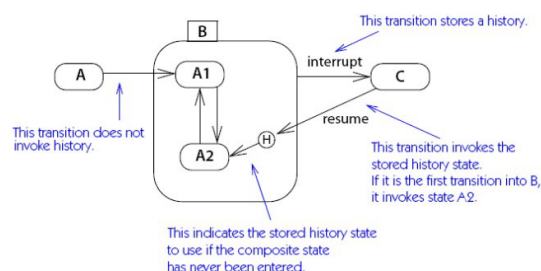 This transition stores a history.
B
interrupt
A
A1
C
H
resume
This transition does not
invoke history.
A2
This transition invokes the
stored history state.
If it is the first transition into B,
it invokes state A2.
This indicates the stored history state
to use if the composite state
has never been entered.